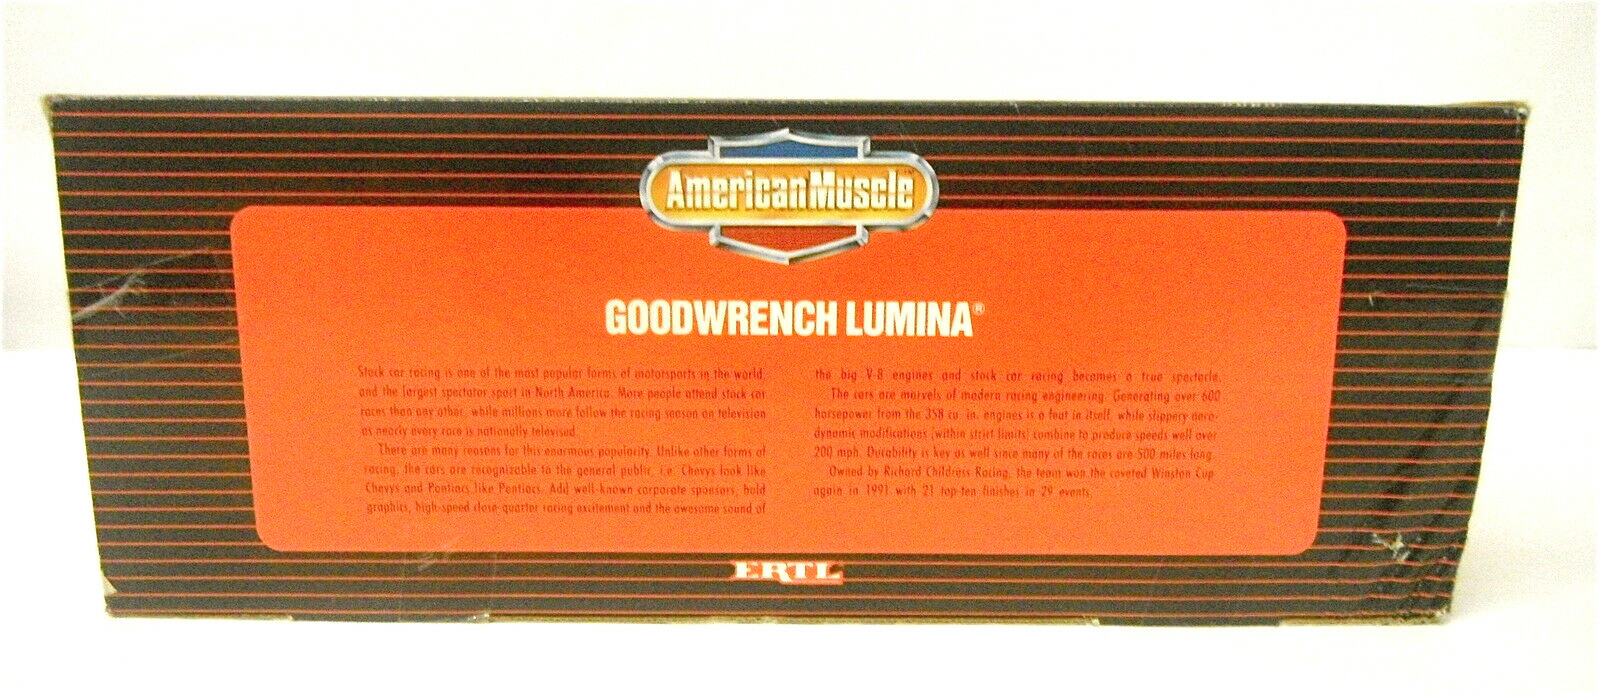 AmericanMuscle™
GOODWRENCH LUMINA®
Stock car racing is one of the most popular forms of motorsports in the world,
and the largest spectator sport in North America. More people attend stock car
races than any other, while millions more follow the racing season on television
as nearly every race is nationally televised.
There are many reasons for this enormous popularity. Unlike other forms of
racing, the cars are recognizable to the general public, i.e. Chevys look like
Chevys and Pontiacs like Pontiacs. Add well-known corporate sponsors, bold
graphics, high-speed close-quarter racing excitement and the awesome sound of
the big V-8 engines and stock car racing becomes a true spectacle.
The cars are marvels of modern racing engineering. Generating over 600
horsepower from the 358 cu. in. engines is a feat in itself, while slippery aero-
dynamic modifications (within strict limits) combine to produce speeds well over
200 mph. Durability is key as well since many of the races are 500 miles long.
Owned by Richard Childress Racing, the team won the coveted Winston Cup
again in 1991 with 21 top-ten finishes in 29 events.
ERTL